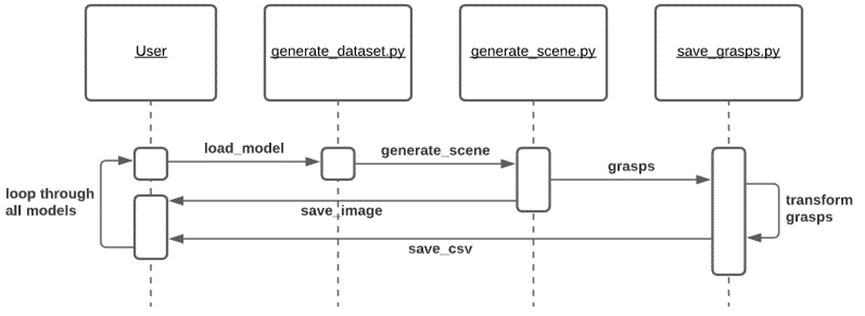 User
generate_dataset.py
generate_scene.py
save_grasps.py
load_model
generate_scene
grasps
loop through
all models
save_image
transform
grasps
save_csv